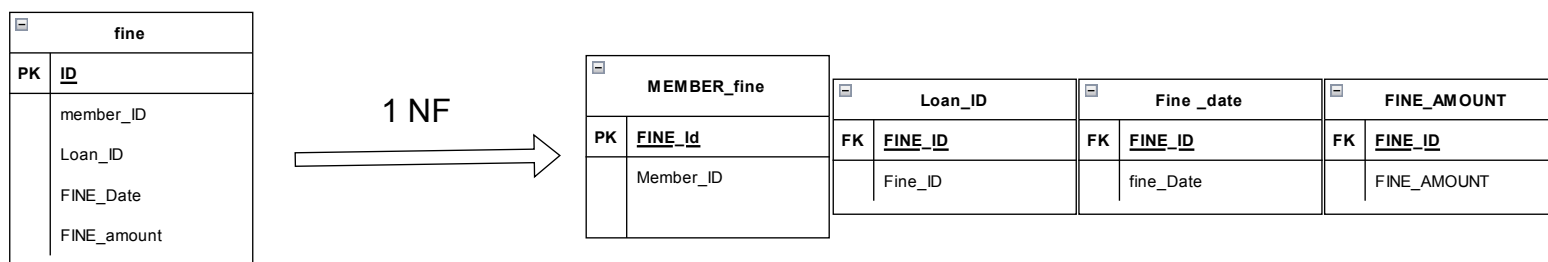 fine
PK ID
member_ID
Loan_ID
FINE_Date
FINE_amount
1 NF
MEMBER_fine
PK FINE_Id
Member_ID
Loan_ID
FK FINE_ID
Fine_ID
Fine _date
FK FINE_ID
fine_Date
FINE_AMOUNT
FK FINE_ID
FINE_AMOUNT